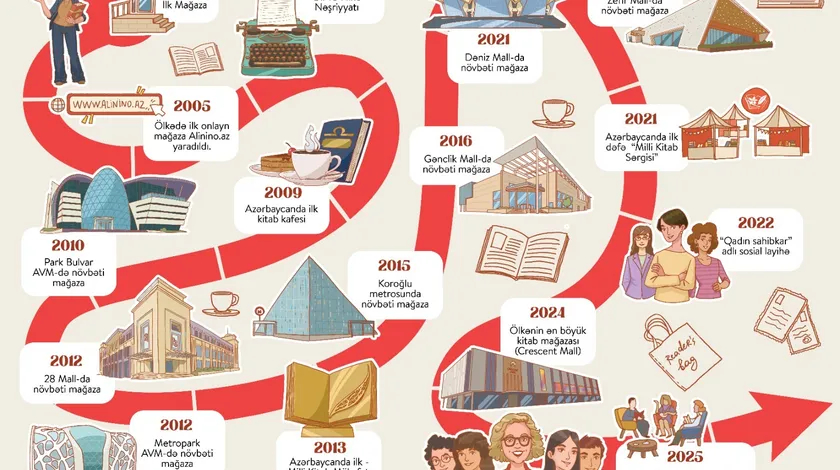 İlk Mağaza
Nəşriyyatı
WWW.ALININO.AZ
2005
Ölkədə ilk onlayn
mağaza Alinino.az
yaradıldı.
2009
Azərbaycanda ilk
kitab kafesi
2010
Park Bulvar
AVM-də növbəti
mağaza
2012
28 Mall-da
növbəti mağaza
2012
Metropark
AVM-də növbəti
mağaza
2013
Azərbaycanda ilk -
2015
Koroğlu
metrosunda
növbəti mağaza
2016
Gənclik Mall-da
növbəti mağaza
2021
Dəniz Mall-da
növbəti mağaza
növbəti mağaza
2021
Azərbaycanda ilk
dəfə “Milli Kitab
Sərgisi”
2022
“Qadın sahibkar”
adlı sosial layihə
2024
Ölkənin ən böyük
kitab mağazası
(Crescent Mall)
Reader's
bag
2025